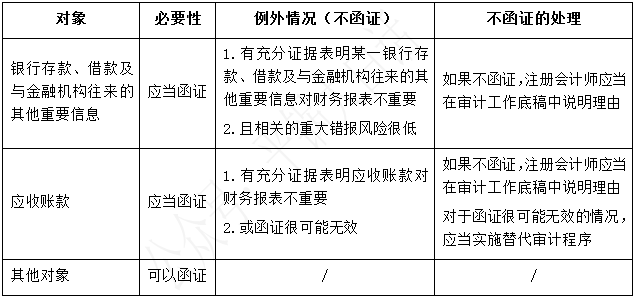 对象
必要性
例外情况（不函证）
不函证的处理
银行存款、借款及
与金融机构往来的
其他重要信息
应当函证
1.有充分证据表明某一银行存
款、借款及与金融机构往来的其
他重要信息对财务报表不重要
2.且相关的重大错报风险很低
如果不函证,注册会计师应当
在审计工作底稿中说明理由
应收账款
应当函证
1.有充分证据表明应收账款对
财务报表不重要
2.或函证很可能无效
如果不函证,注册会计师应当
在审计工作底稿中说明理由
对于函证很可能无效的情况,
应当实施替代审计程序
其他对象
可以函证
/
/